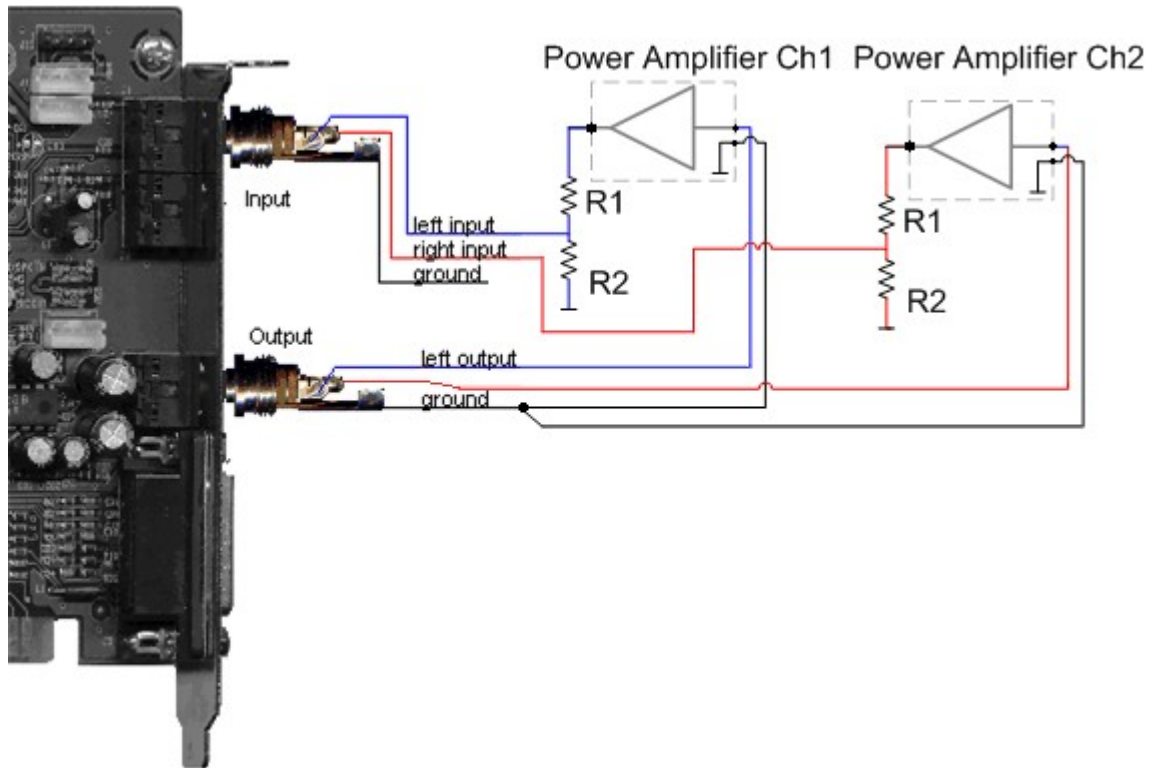 Power Amplifier Ch1
Power Amplifier Ch2
Input
left input
right input
ground
R1
R2
R1
R2
Output
left output
ground